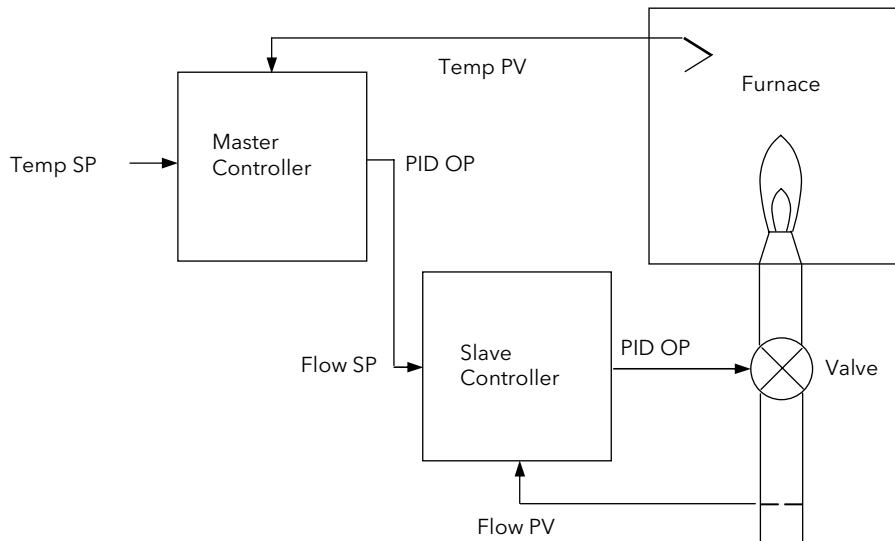 Temp PV
Furnace
Master
Controller
Temp SP
PID OP
Flow SP
Slave
Controller
PID OP
Valve
Flow PV